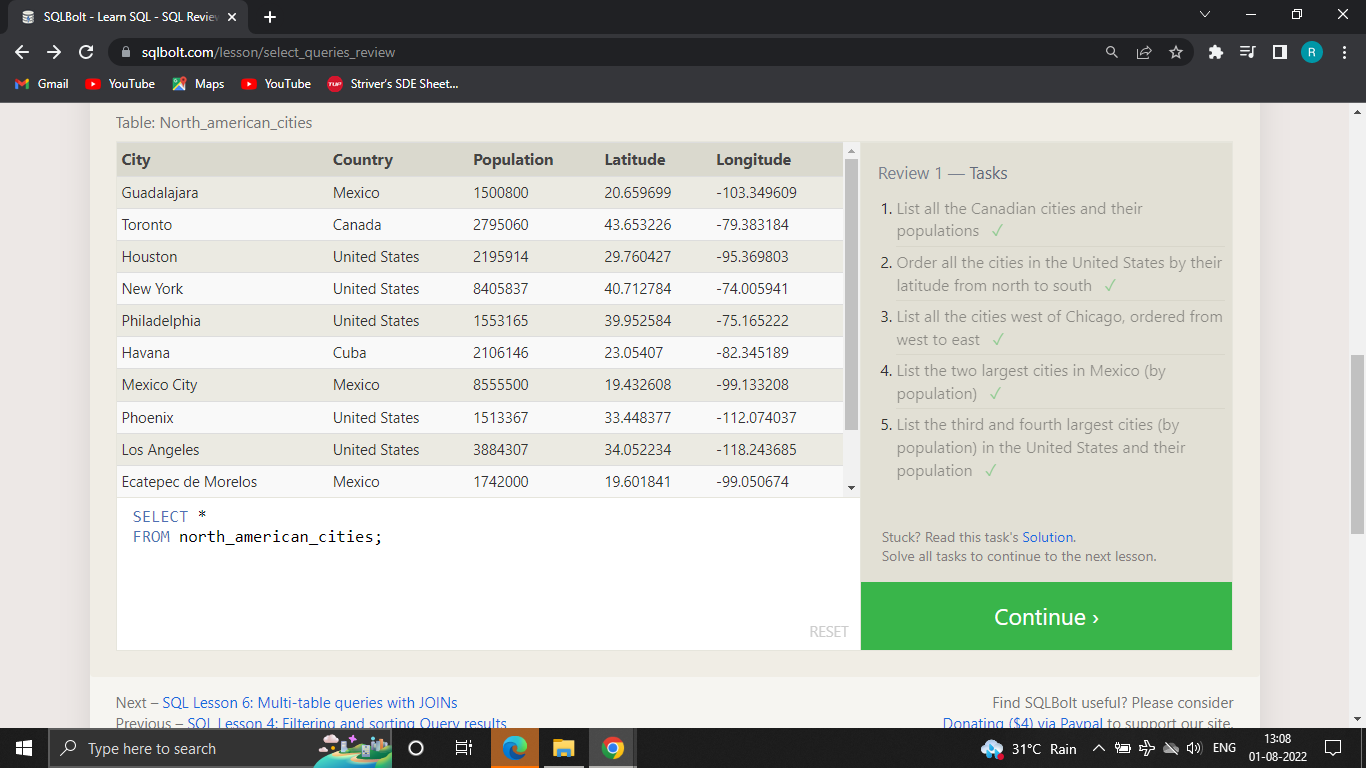 SQLBolt - Learn SQL - SQL Review
sqlbolt.com/lesson/select_queries_review
R
Gmail YouTube Maps YouTube TUF Striver's SDE Sheet...
Table: North_american_cities
City Country Population Latitude Longitude
Guadalajara Mexico 1500800 20.659699 -103.349609
Toronto Canada 2795060 43.653226 -79.383184
Houston United States 2195914 29.760427 -95.369803
New York United States 8405837 40.712784 -74.005941
Philadelphia United States 1553165 39.952584 -75.165222
Havana Cuba 2106146 23.05407 -82.345189
Mexico City Mexico 8555500 19.432608 -99.133208
Phoenix United States 1513367 33.448377 -112.074037
Los Angeles United States 3884307 34.052234 -118.243685
Ecatepec de Morelos Mexico 1742000 19.601841 -99.050674
SELECT *
FROM north_american_cities;
RESET
Review 1 — Tasks
1. List all the Canadian cities and their
populations ✓
2. Order all the cities in the United States by their
latitude from north to south ✓
3. List all the cities west of Chicago, ordered from
west to east ✓
4. List the two largest cities in Mexico (by
population) ✓
5. List the third and fourth largest cities (by
population) in the United States and their
population ✓
Stuck? Read this task's Solution.
Solve all tasks to continue to the next lesson.
Continue ›
Next – SQL Lesson 6: Multi-table queries with JOINs
Previous – SQL Lesson 4: Filtering and sorting Query results
Find SQLBolt useful? Please consider
Donating ($4) via Paypal to support our site.
Type here to search
31°C Rain
ENG
13:08
01-08-2022